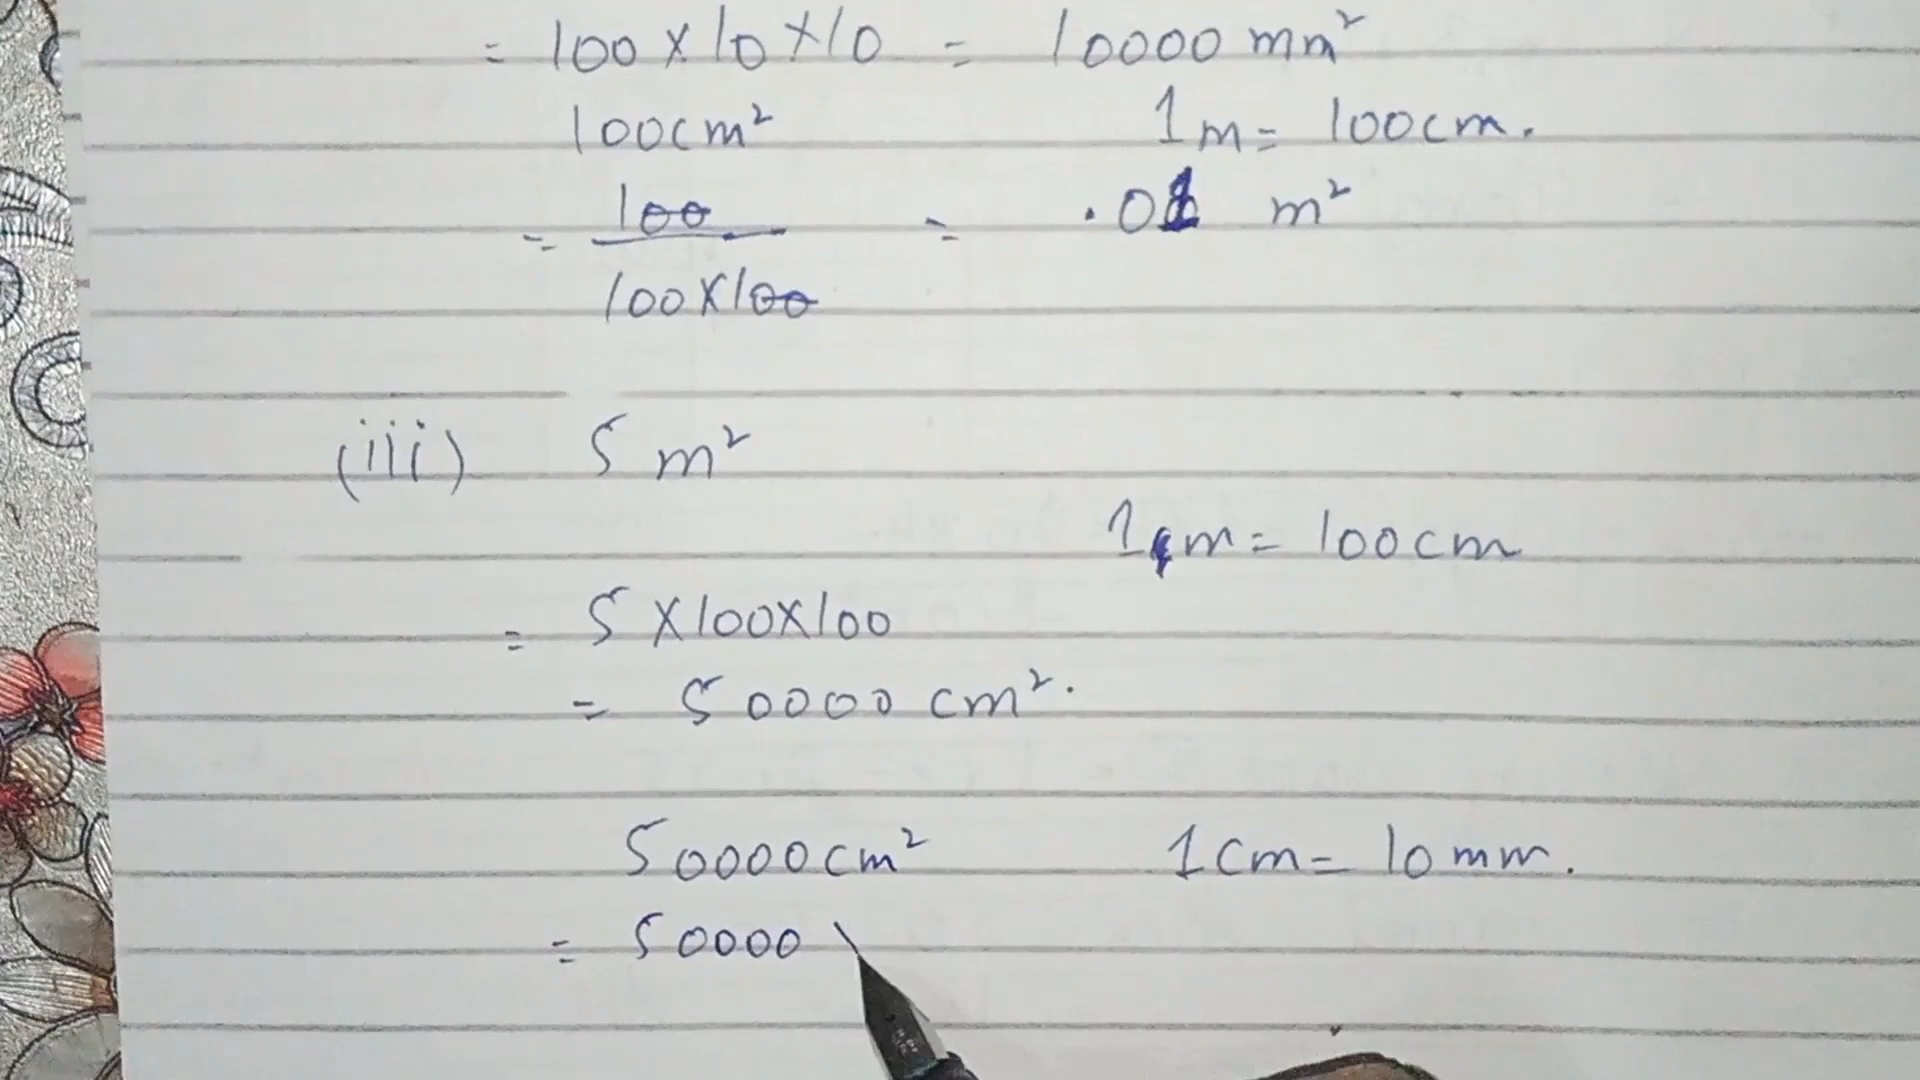 = 100 × 10 × 10 = 10000 mm²
100cm² 1m = 100cm.
= 100 / 100×100 = .01 m²
(iii) 5 m²
1 m = 100cm
= 5 ×100×100
= 50000 cm².
50000cm² 1cm = 10mm.
= 50000 \